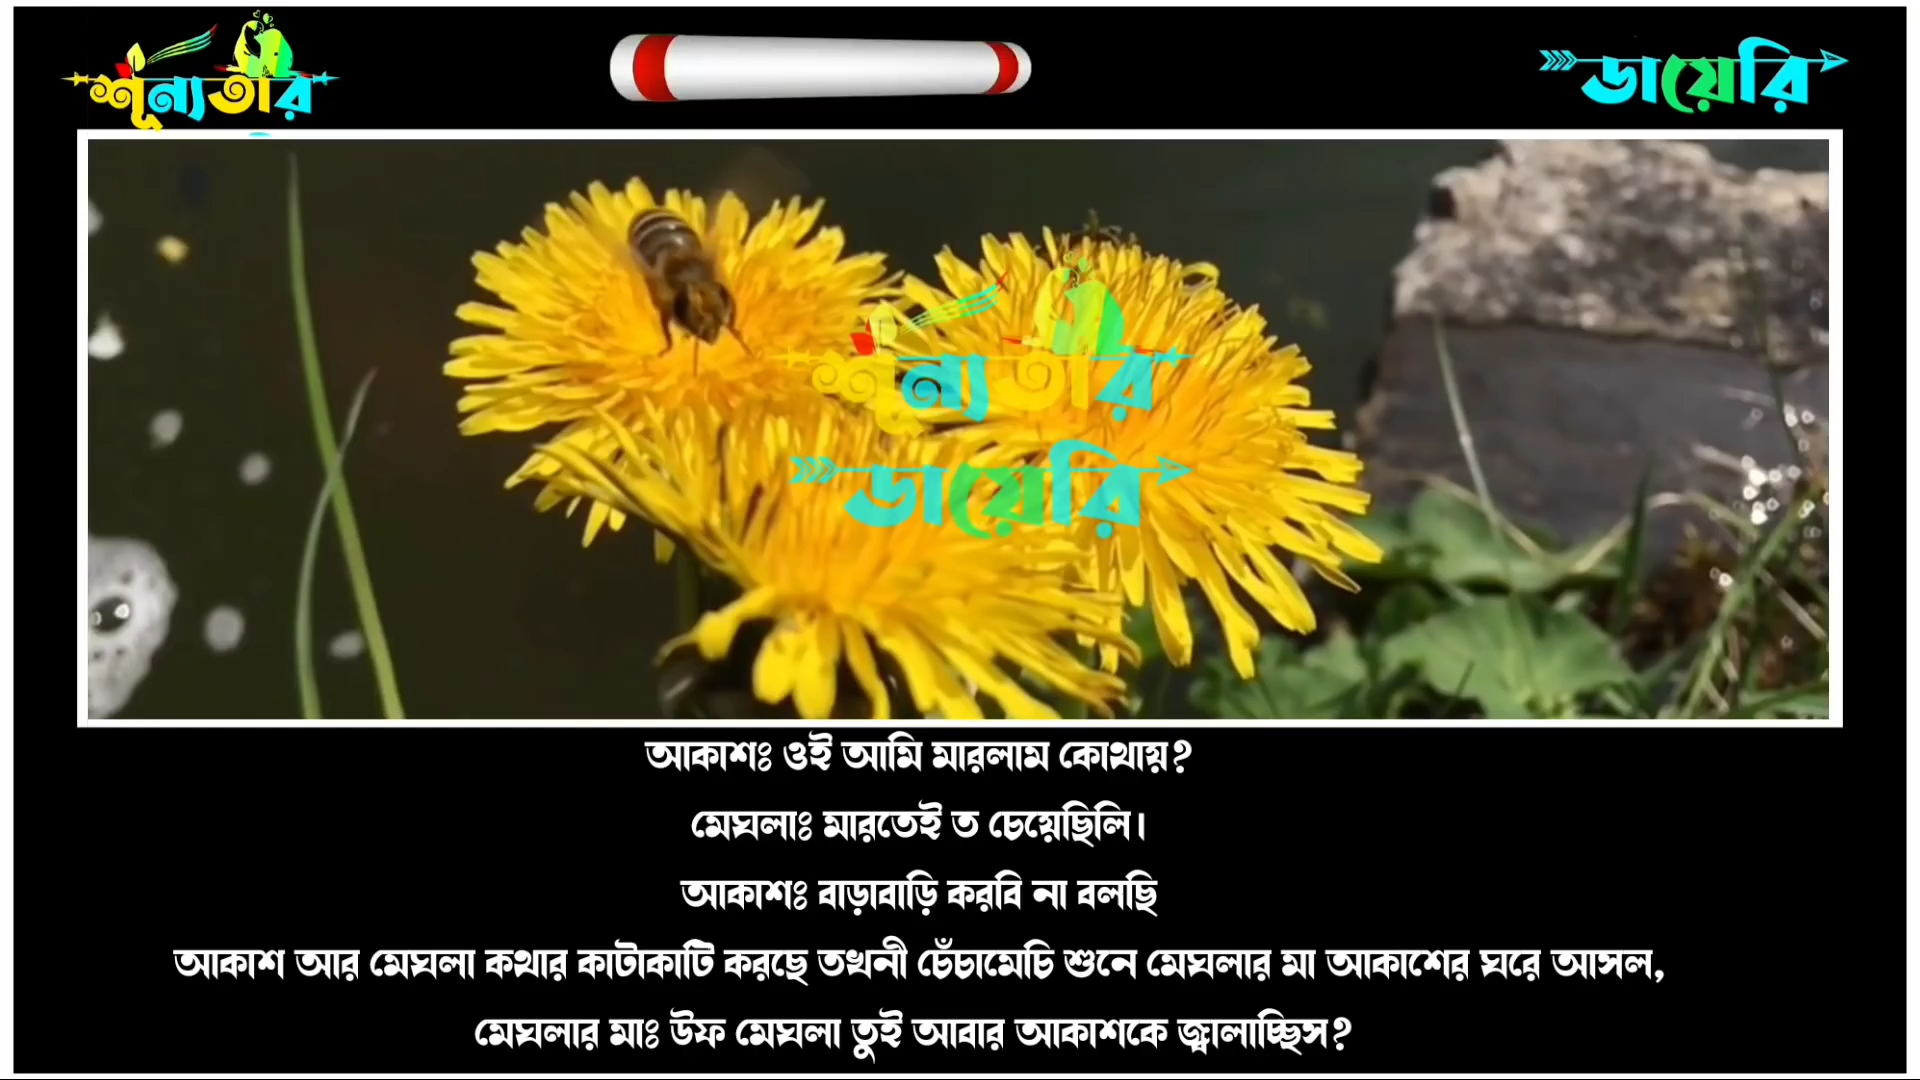 শূন্যতার
ডায়েরি
শূন্যতার
ডায়েরি
আকাশঃ ওই আমি মারলাম কোথায়?
মেঘলাঃ মারতেই ত চেয়েছিলি।
আকাশঃ বাড়াবাড়ি করবি না বলছি
আকাশ আর মেঘলা কথার কাটাকাটি করছে তখনী চেঁচামেচি শুনে মেঘলার মা আকাশের ঘরে আসল,
মেঘলার মাঃ উফ মেঘলা তুই আবার আকাশকে জ্বালাচ্ছিস?